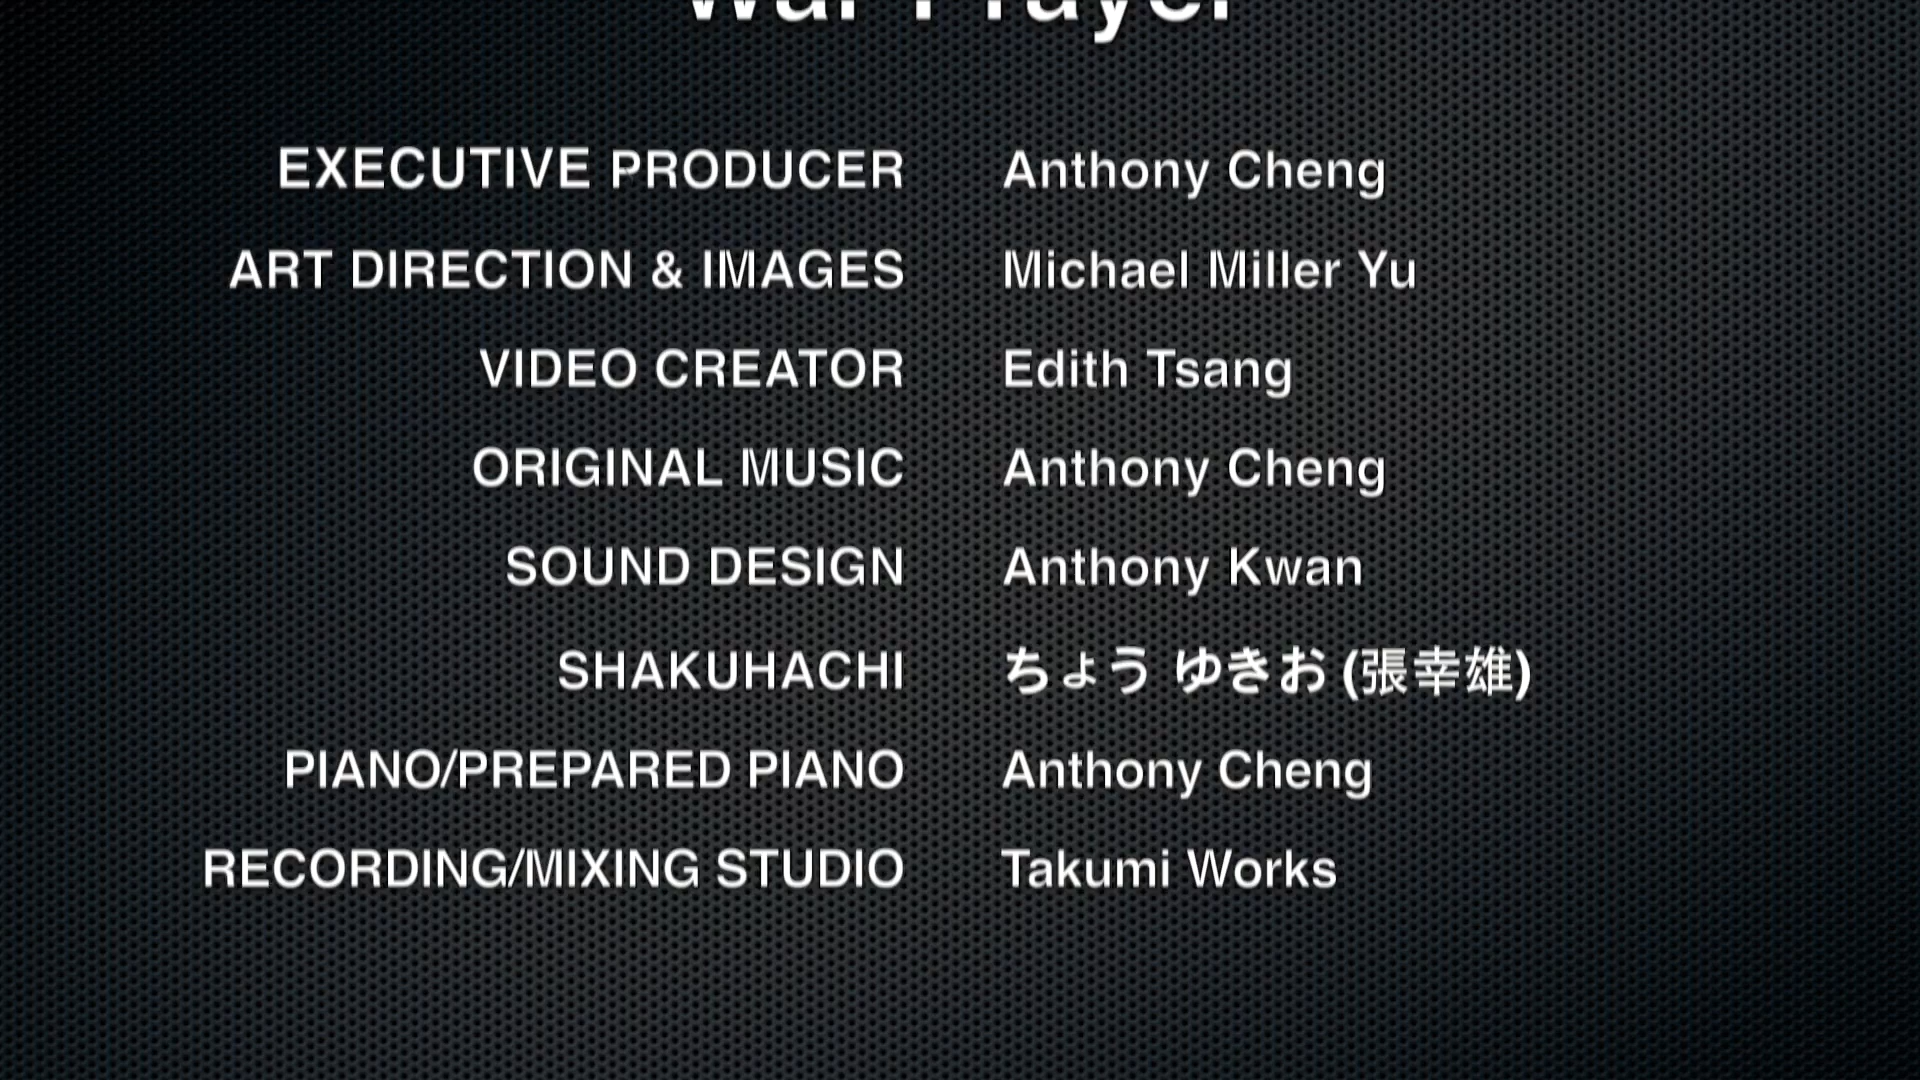 War Prayer
EXECUTIVE PRODUCER Anthony Cheng
ART DIRECTION & IMAGES Michael Miller Yu
VIDEO CREATOR Edith Tsang
ORIGINAL MUSIC Anthony Cheng
SOUND DESIGN Anthony Kwan
SHAKUHACHI ちょう ゆきお (張幸雄)
PIANO/PREPARED PIANO Anthony Cheng
RECORDING/MIXING STUDIO Takumi Works